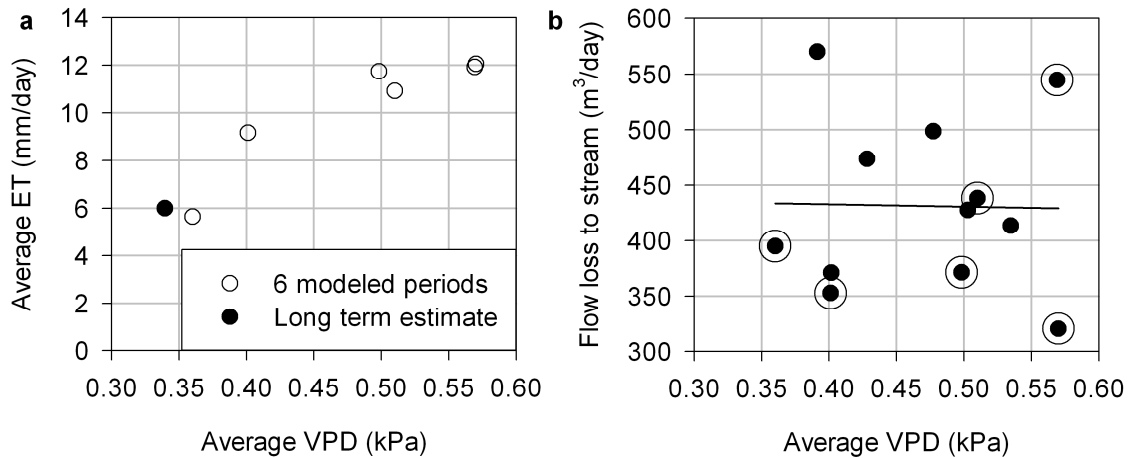 a
Average ET (mm/day)
14
12
10
8
6
4
2
0
6 modeled periods
Long term estimate
0.30 0.35 0.40 0.45 0.50 0.55 0.60
Average VPD (kPa)
b
Flow loss to stream (m³/day)
600
550
500
450
400
350
300
0.30 0.35 0.40 0.45 0.50 0.55 0.60
Average VPD (kPa)